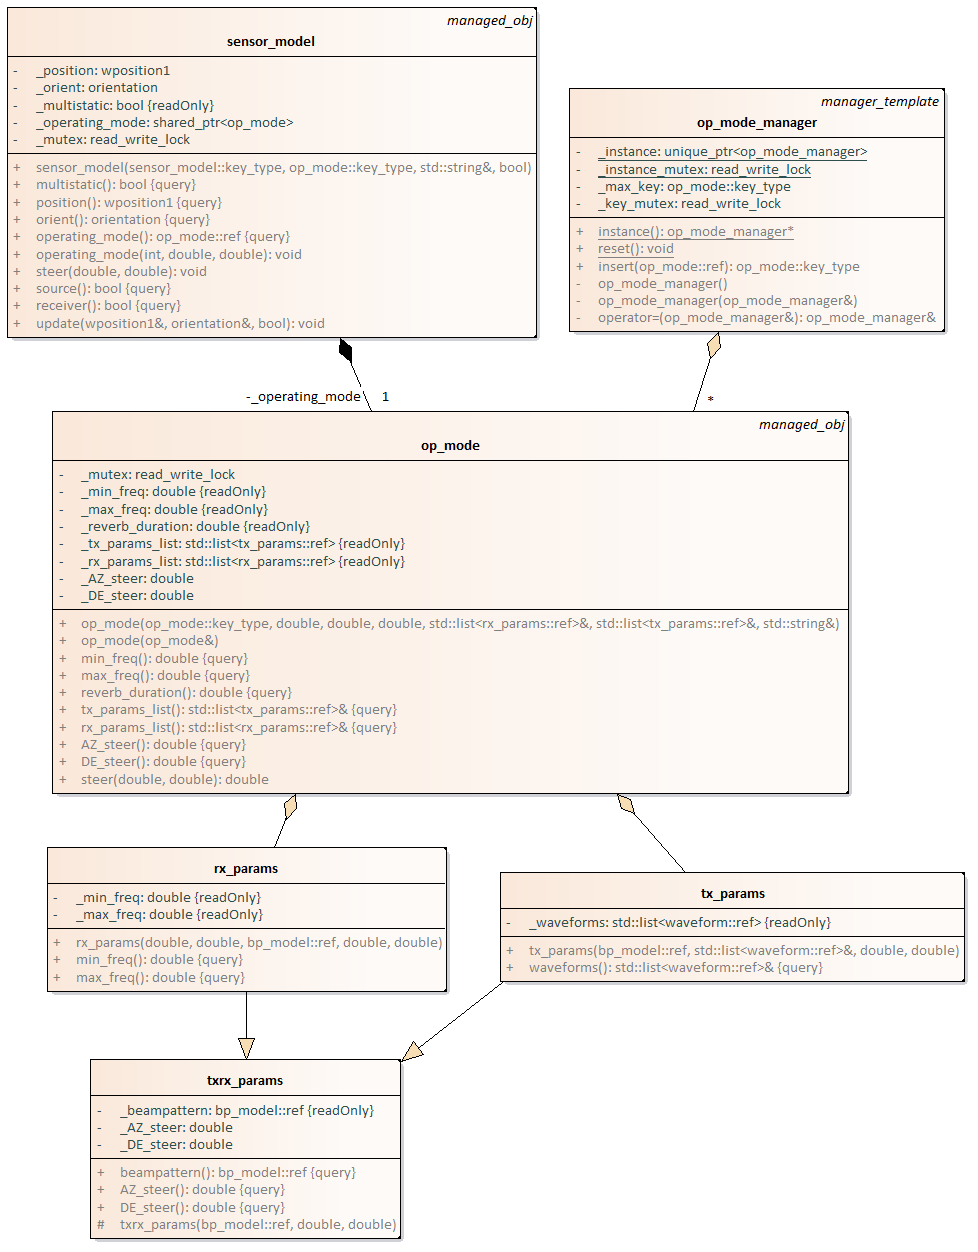 managed_obj
sensor_model
- _position: wposition1
- _orient: orientation
- _multistatic: bool {readOnly}
- _operating_mode: shared_ptr<op_mode>
- _mutex: read_write_lock
+ sensor_model(sensor_model::key_type, op_mode::key_type, std::string&, bool)
+ multistatic(): bool {query}
+ position(): wposition1 {query}
+ orient(): orientation {query}
+ operating_mode(): op_mode::ref {query}
+ operating_mode(int, double, double): void
+ steer(double, double): void
+ source(): bool {query}
+ receiver(): bool {query}
+ update(wposition1&, orientation&, bool): void
manager_template
op_mode_manager
- _instance: unique_ptr<op_mode_manager>
- _instance_mutex: read_write_lock
- _max_key: op_mode::key_type
- _key_mutex: read_write_lock
+ instance(): op_mode_manager*
+ reset(): void
+ insert(op_mode::ref): op_mode::key_type
- op_mode_manager()
- op_mode_manager(op_mode_manager&)
- operator=(op_mode_manager&): op_mode_manager&
-_operating_mode 1
*
managed_obj
op_mode
- _mutex: read_write_lock
- _min_freq: double {readOnly}
- _max_freq: double {readOnly}
- _reverb_duration: double {readOnly}
- _tx_params_list: std::list<tx_params::ref> {readOnly}
- _rx_params_list: std::list<rx_params::ref> {readOnly}
- _AZ_steer: double
- _DE_steer: double
+ op_mode(op_mode::key_type, double, double, double, std::list<rx_params::ref>&, std::list<tx_params::ref>&, std::string&)
+ op_mode(op_mode&)
+ min_freq(): double {query}
+ max_freq(): double {query}
+ reverb_duration(): double {query}
+ tx_params_list(): std::list<tx_params::ref>& {query}
+ rx_params_list(): std::list<rx_params::ref>& {query}
+ AZ_steer(): double {query}
+ DE_steer(): double {query}
+ steer(double, double): double
rx_params
- _min_freq: double {readOnly}
- _max_freq: double {readOnly}
+ rx_params(double, double, bp_model::ref, double, double)
+ min_freq(): double {query}
+ max_freq(): double {query}
tx_params
- _waveforms: std::list<waveform::ref> {readOnly}
+ tx_params(bp_model::ref, std::list<waveform::ref>&, double, double)
+ waveforms(): std::list<waveform::ref>& {query}
txrx_params
- _beampattern: bp_model::ref {readOnly}
- _AZ_steer: double
- _DE_steer: double
+ beampattern(): bp_model::ref {query}
+ AZ_steer(): double {query}
+ DE_steer(): double {query}
# txrx_params(bp_model::ref, double, double)